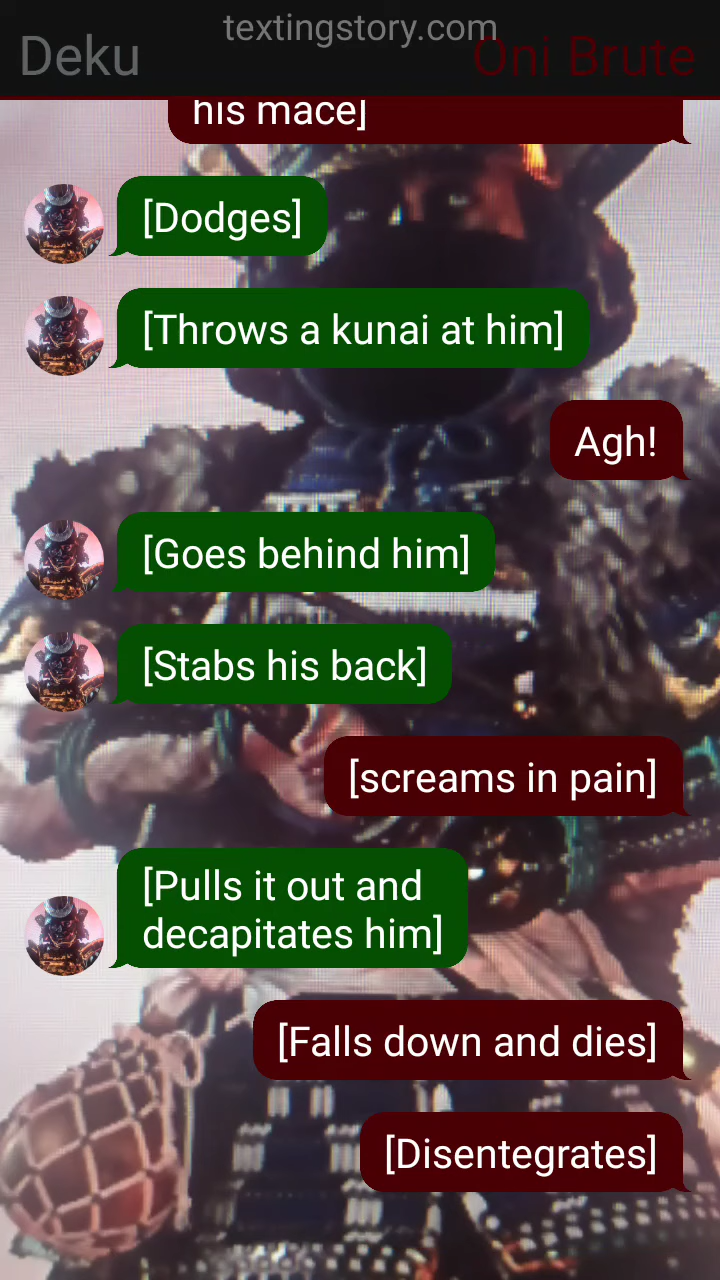 textingstory.com
Deku
Oni Brute
his mace]
[Dodges]
[Throws a kunai at him]
Agh!
[Goes behind him]
[Stabs his back]
[screams in pain]
[Pulls it out and
decapitates him]
[Falls down and dies]
[Disentegrates]